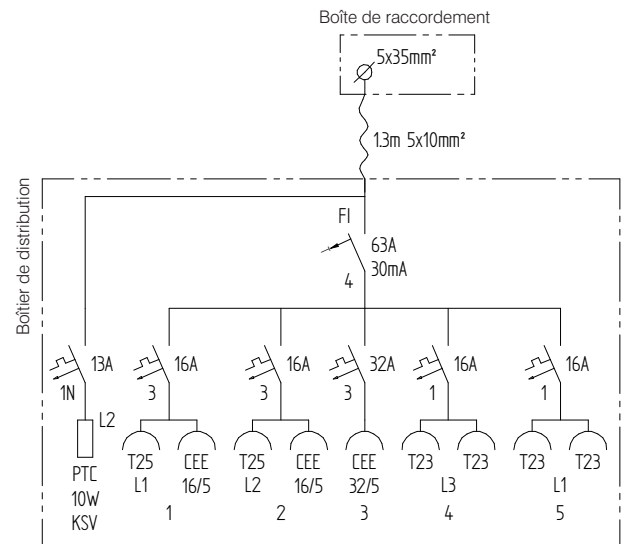 Boîte de raccordement
5x35mm²
1.3m 5x10mm²
Boîtier de distribution
FI
63A
30mA
4
13A
16A
16A
32A
16A
16A
1N
3
3
3
1
1
L2
T25
CEE
T25
CEE
CEE
T23
T23
T23
T23
PTC
L1
16/5
L2
16/5
32/5
L3
L1
10W
1
2
3
4
5
KSV